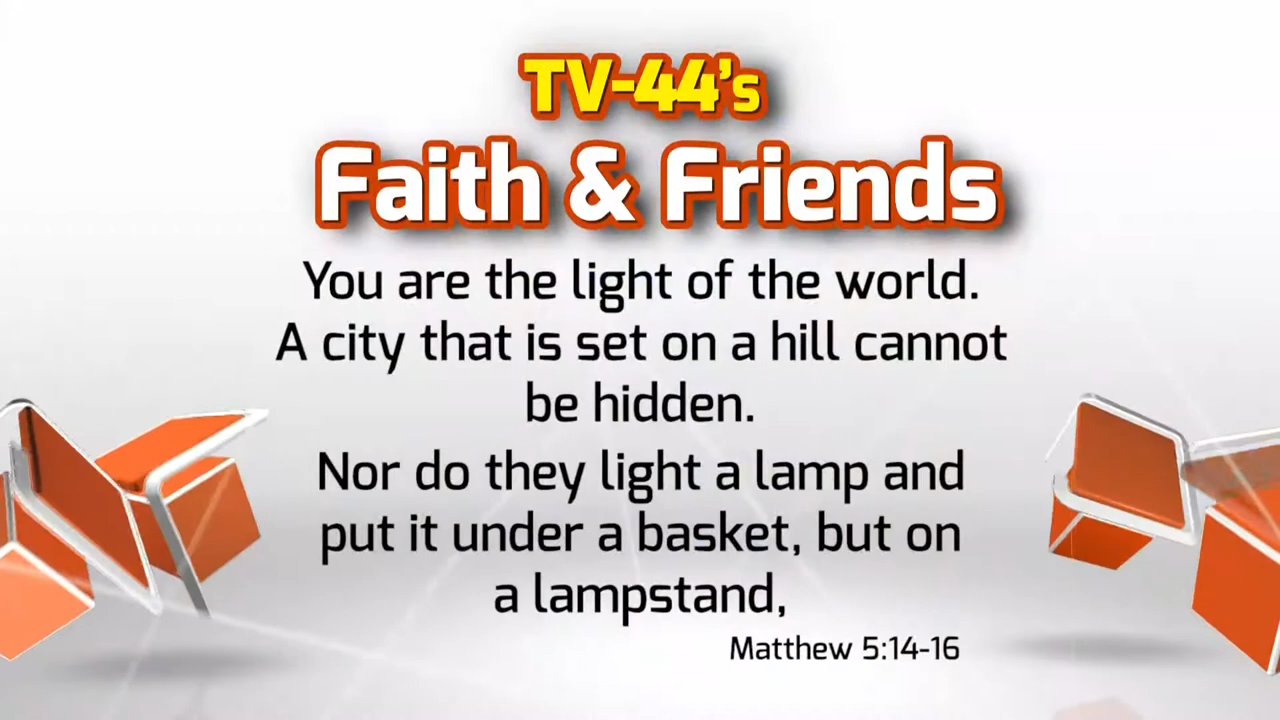 TV-44’s
Faith & Friends
You are the light of the world.
A city that is set on a hill cannot
be hidden.
Nor do they light a lamp and
put it under a basket, but on
a lampstand,
Matthew 5:14-16